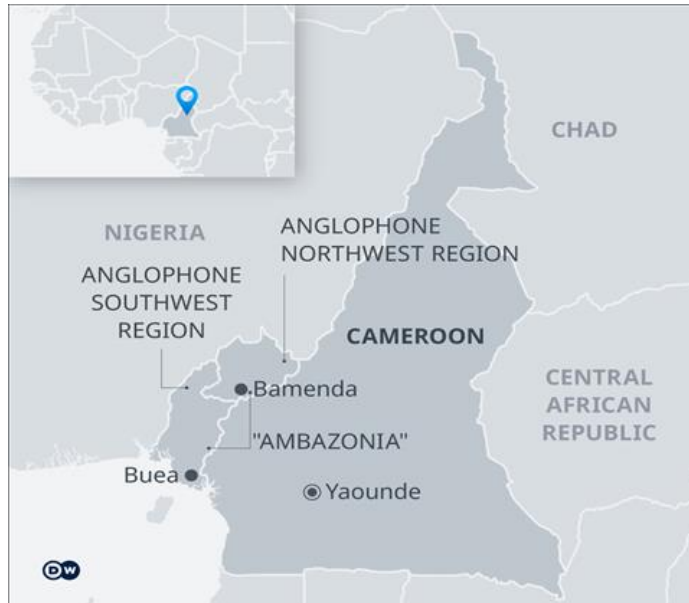 CHAD
NIGERIA
ANGLOPHONE
NORTHWEST REGION
ANGLOPHONE
SOUTHWEST
REGION
CAMEROON
CENTRAL
AFRICAN
REPUBLIC
Bamenda
"AMBAZONIA"
Buea
Yaounde
DW